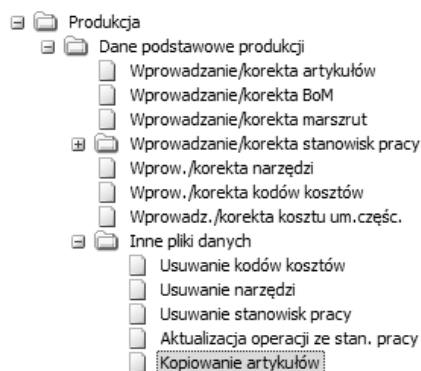 Produkcja
Dane podstawowe produkcji
Wprowadzanie/korekta artykułów
Wprowadzanie/korekta BoM
Wprowadzanie/korekta marszrut
Wprowadzanie/korekta stanowisk pracy
Wprow./korekta narzędzi
Wprow./korekta kodów kosztów
Wprowadz./korekta kosztu um.częśc.
Inne pliki danych
Usuwanie kodów kosztów
Usuwanie narzędzi
Usuwanie stanowisk pracy
Aktualizacja operacji ze stan. pracy
Kopiowanie artykułów